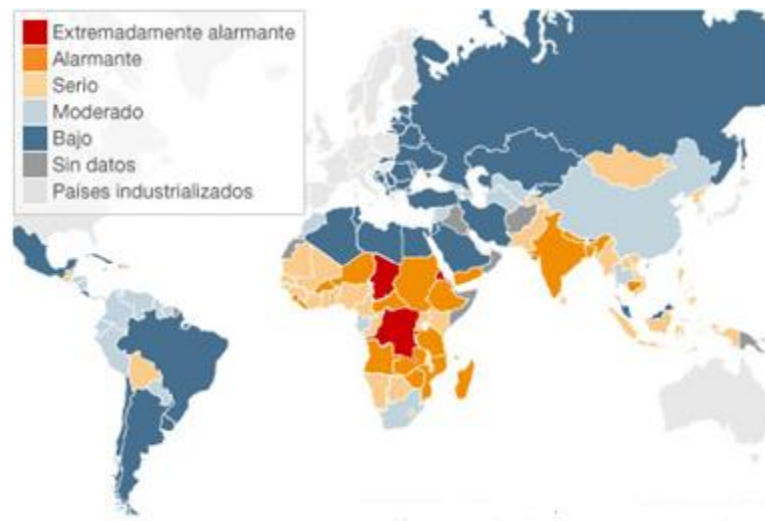 Extremadamente alarmante
Alarmante
Serio
Moderado
Bajo
Sin datos
Países industrializados